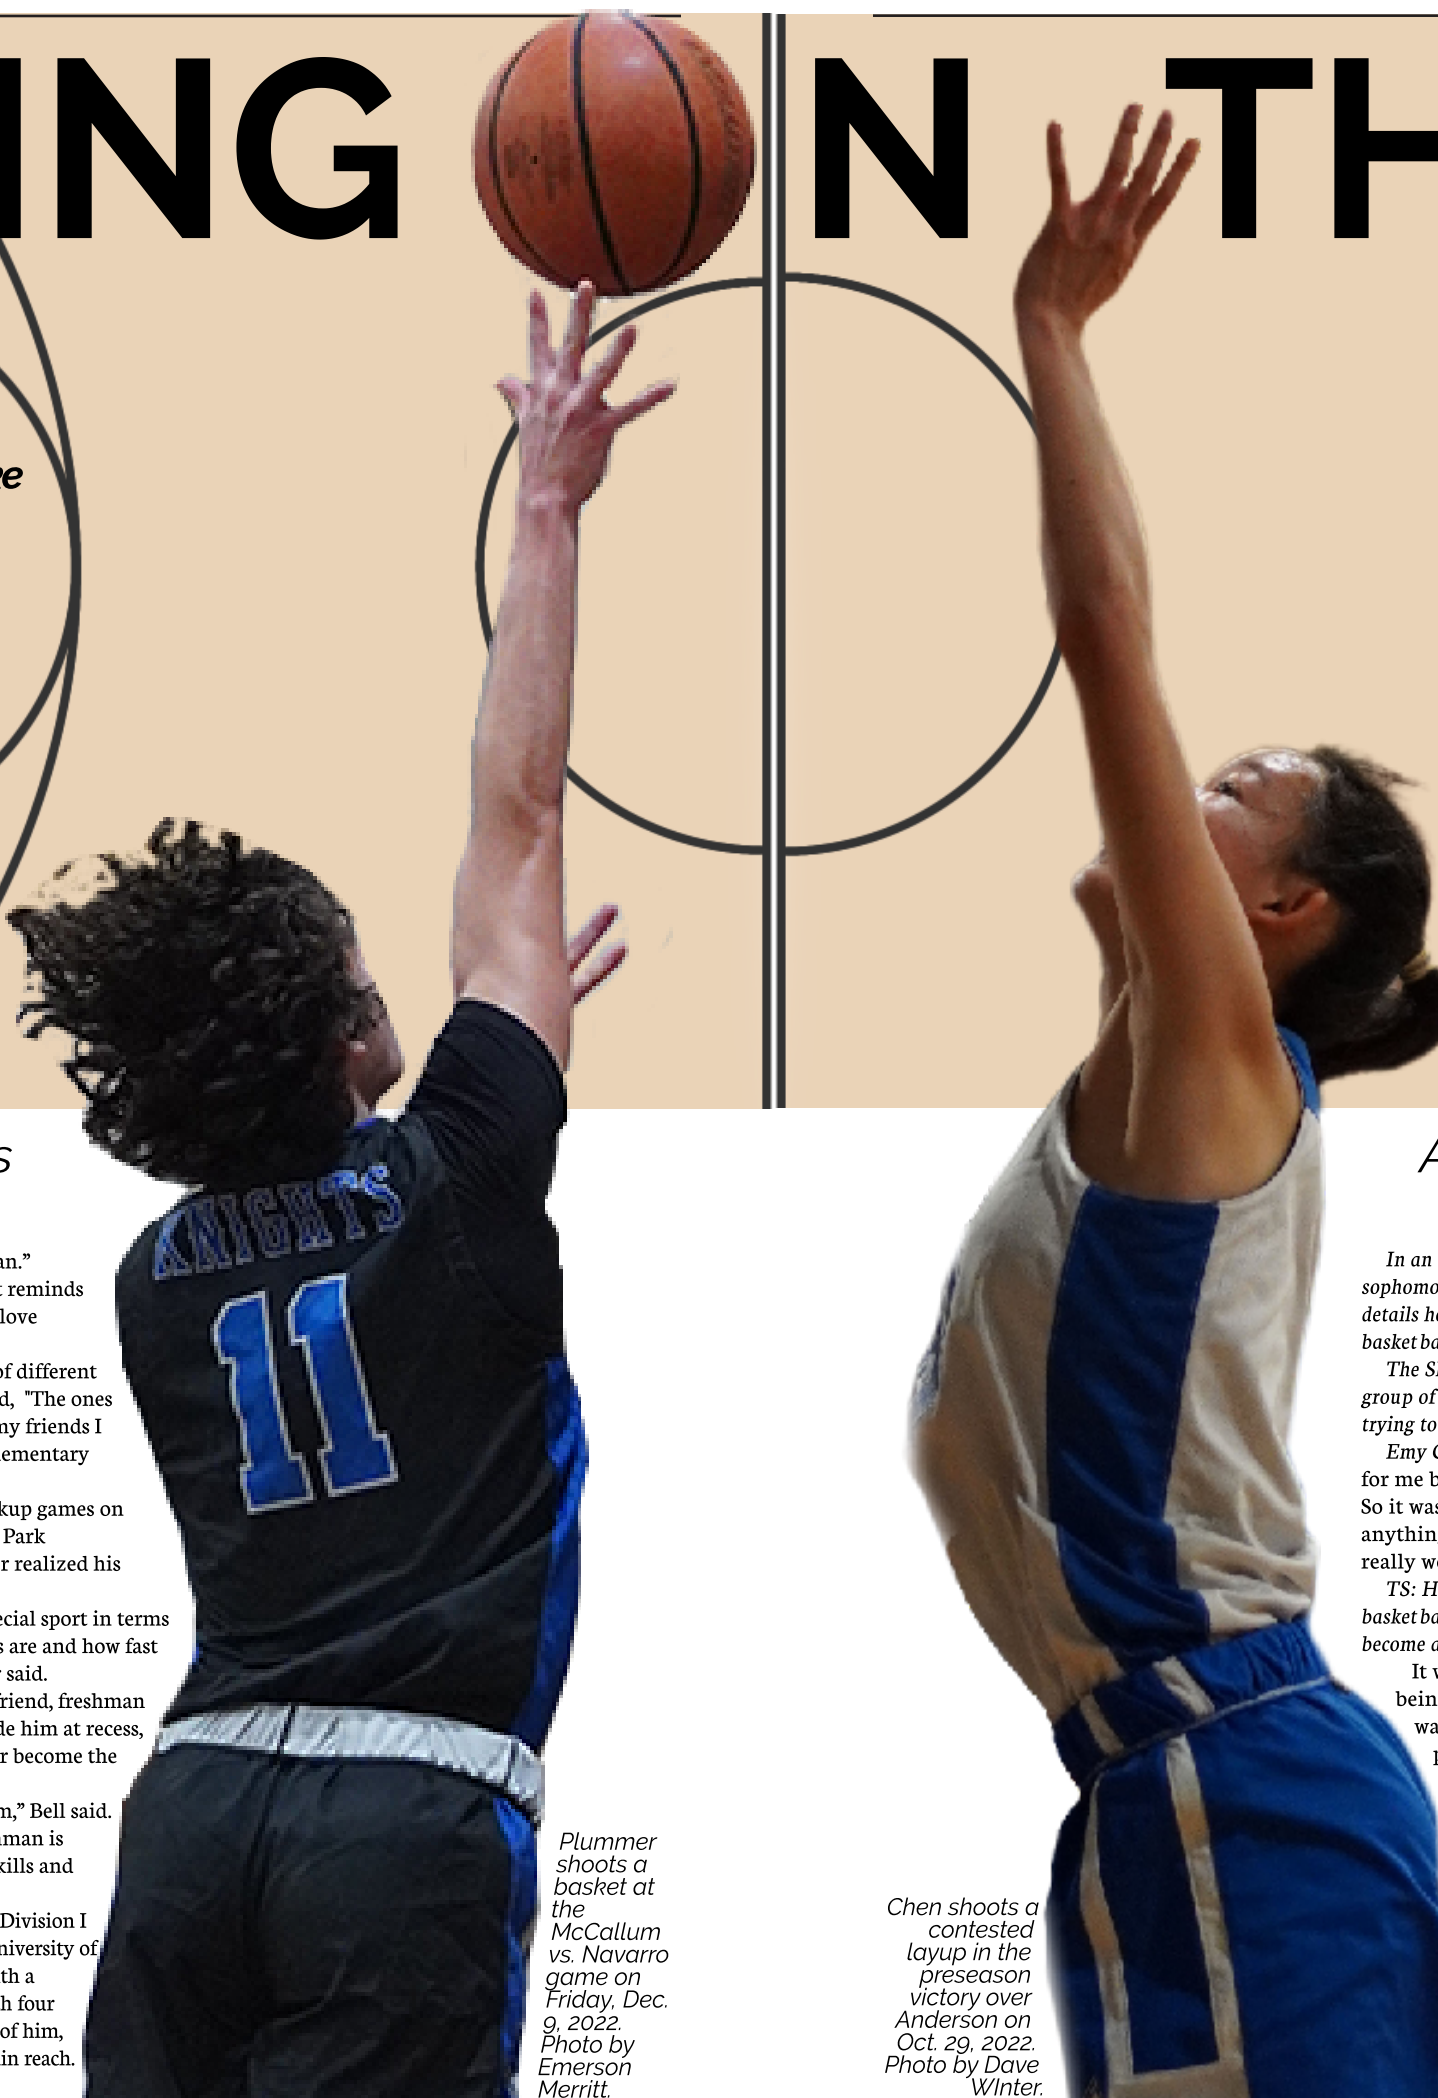 ING N TH
re
s
an.”
t reminds
love
of different
d, "The ones
my friends I
lementary
kup games on
Park
r realized his
ecial sport in terms
s are and how fast
r said.
friend, freshman
de him at recess,
r become the
m,” Bell said.
hman is
kills and
Division I
niversity of
th a
h four
of him,
in reach.
KNIGHTS
11
Plummer
shoots a
basket at
the
McCallum
vs. Navarro
game on
Friday, Dec.
9, 2022.
Photo by
Emerson
Merritt.
Chen shoots a
contested
layup in the
preseason
victory over
Anderson on
Oct. 29, 2022.
Photo by Dave
WInter.
A
In an
sophomo
details h
basket ba
The S
group of
trying to
Emy C
for me b
So it was
anythin
really w
TS: H
basket ba
become a
It w
bein
wa
p